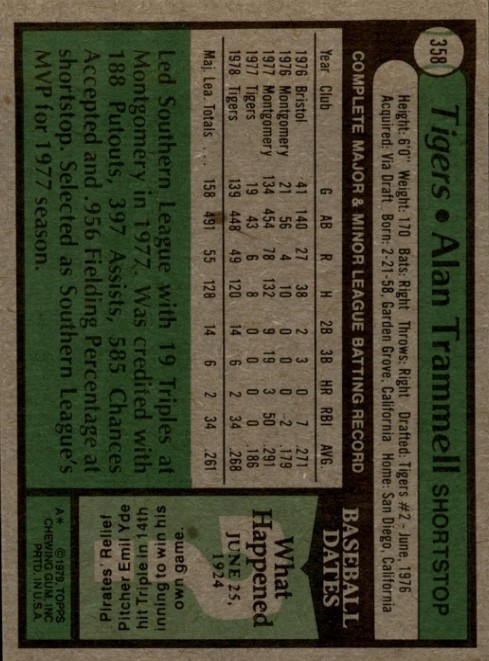 358
Tigers • Alan Trammell SHORTSTOP
Height: 6'0" Weight: 170 Bats: Right Throws: Right Drafted: Tigers #2 - June, 1976
Acquired: Via Draft Born: 2-21-58, Garden Grove, California Home: San Diego, California
COMPLETE MAJOR & MINOR LEAGUE BATTING RECORD
Year Club G AB R H 2B 3B HR RBI AVG.
1976 Bristol 41 140 27 38 2 3 0 7 .271
1976 Montgomery 21 56 4 10 0 0 0 2 .179
1977 Montgomery 134 454 78 132 9 19 3 50 .291
1977 Tigers 19 43 6 8 0 0 0 0 .186
1978 Tigers 139 448 49 120 14 6 2 34 .268
Maj. Lea. Totals. . . 158 491 55 128 14 6 2 34 .261
Led Southern League with 19 Triples at
Montgomery in 1977. Was credited with
188 Putouts, 397 Assists, 585 Chances
Accepted and .956 Fielding Percentage at
shortstop. Selected as Southern League's
MVP for 1977 season.
BASEBALL
DATES
What
Happened
JUNE 25,
1924
?
Pirates' Relief
Pitcher Emil Yde
hit Triple in 14th
inning to win his
own game.
A* ©1979, TOPPS
CHEWING GUM, INC
PRTD. IN U.S.A.